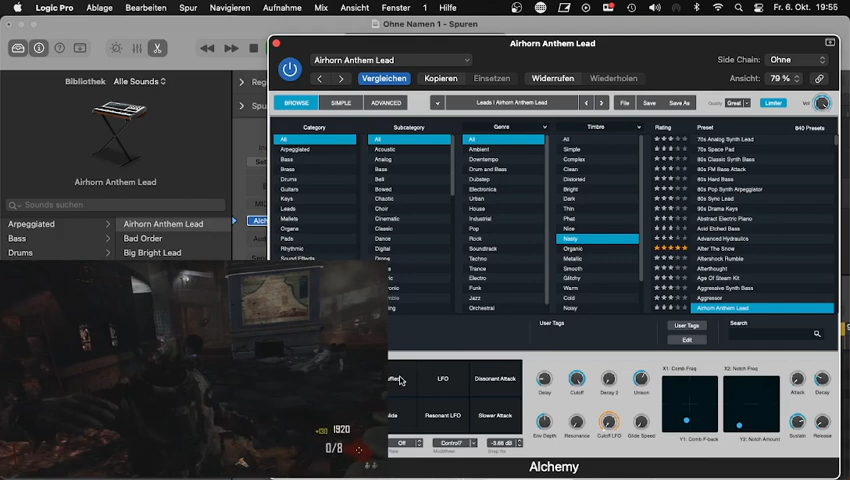 Logic Pro Ablage Bearbeiten Spur Navigieren Aufnahme Mix Ansicht Fenster 1 Hilfe Fr. 6. Okt. 19:55
Ohne Namen 1 - Spuren
Airhorn Anthem Lead
Airhorn Anthem Lead
Side Chain: Ohne
Vergleichen Kopieren Einsetzen Widerrufen Wiederholen
Ansicht: 79 %
Bibliothek Alle Sounds
BROWSE SIMPLE ADVANCED Leads / Airhorn Anthem Lead File Save Save As Quality Great Limiter Vol
Category Subcategory Genre Timbre Rating Preset 840 Presets
All All All All 70s Analog Synth Lead
Arpeggiated Acoustic Ambient Simple 70s Space Pad
Bass Analog Downtempo Complex 80s Classic Synth Bass
Brass Bass Drum and Bass Clean 80s FM Bass Attack
Drums Bell Dubstep Distorted 80s Hard Bass
Guitars Bowed Electronica Bright 80s Pop Synth Arpeggiator
Keys Chaotic Urban Dark 80s Sync Lead
Leads Choir House Thin 90s Drama Keys
Mallets Cinematic Industrial Phat Abstract Electric Piano
Organs Dance Pop Nice Acid Etched Bass
Pads Digital Rock Nasty Advanced Hydraulics
Rhythmic Soundtrack Organic After The Snow
Sound Effects Techno Metallic Aftershock Rumble
Trance Smooth Afterthought
Electro Glitchy Age Of Steam Kit
Funk Warm Aggressive Synth Bass
Jazz Cold Aggressor
Orchestral Noisy Airhorn Anthem Lead
Airhorn Anthem Lead
Sounds suchen
Arpeggiated Airhorn Anthem Lead
Bass Bad Order
Drums Big Bright Lead
User Tags User Tags Search
Edit
LFO Dissonant Attack
Resonant LFO Slower Attack
Off Control7 -3.66 dB
Snap Vol
Delay Cutoff Decay 2 Unison
Env Depth Resonance Cutoff LFO Glide Speed
X1: Comb Freq X2: Notch Freq
Y1: Comb F-back Y2: Notch Amount
Attack Decay
Sustain Release
Alchemy
+130 1920
0/8